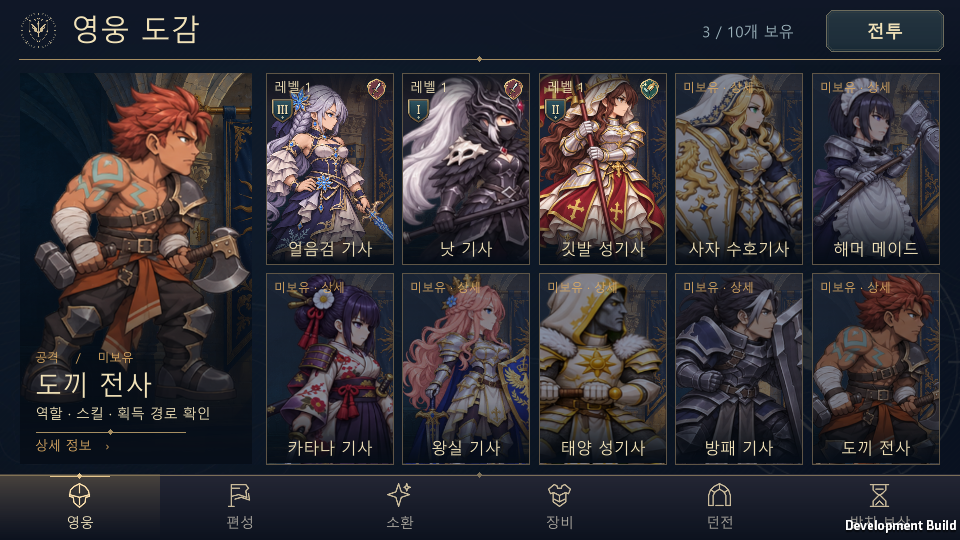 영웅 도감
3 / 10개 보유
전투
공격 / 미보유
도끼 전사
역할 · 스킬 · 획득 경로 확인
상세 정보 ›
레벨 1
III
얼음검 기사
레벨 1
I
낫 기사
레벨 1
II
깃발 성기사
미보유 · 상세
사자 수호기사
미보유 · 상세
해머 메이드
미보유 · 상세
카타나 기사
미보유 · 상세
왕실 기사
미보유 · 상세
태양 성기사
미보유 · 상세
방패 기사
미보유 · 상세
도끼 전사
영웅
편성
소환
장비
던전
Development Build